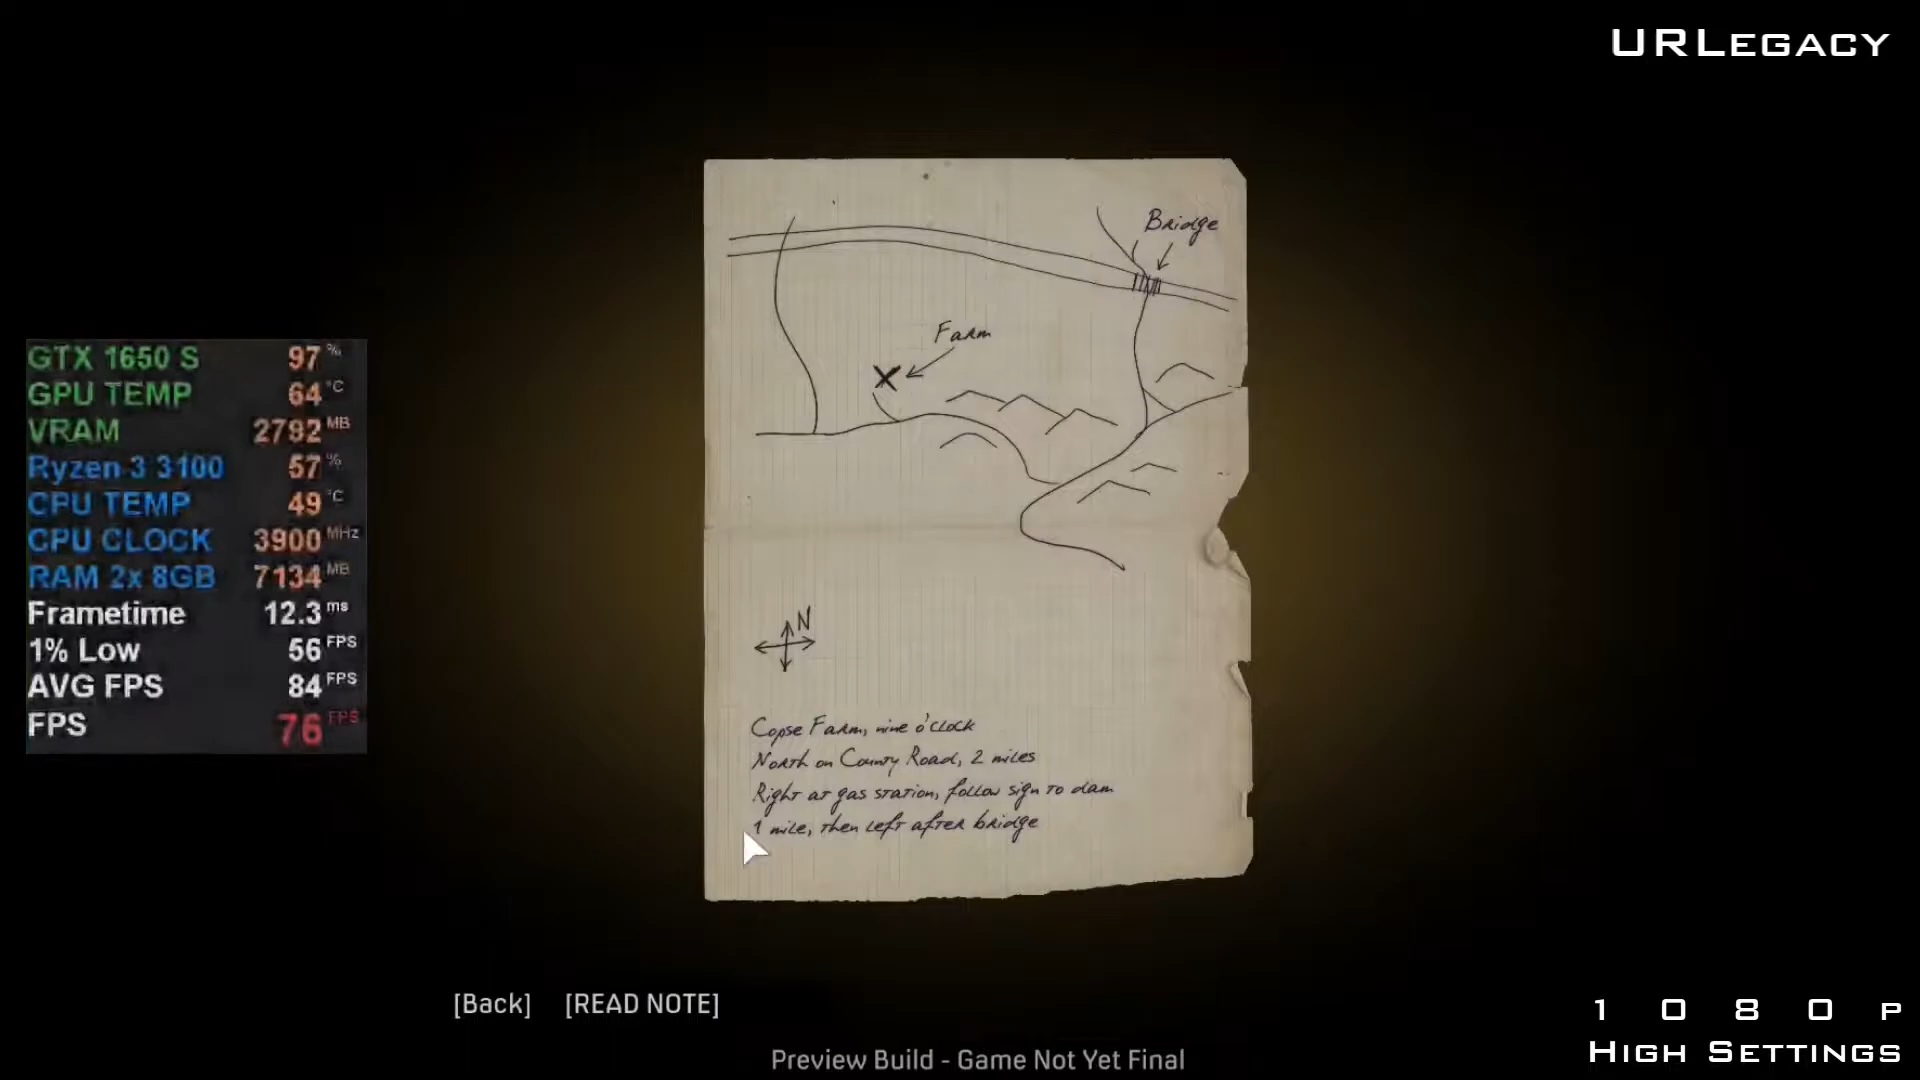 URLegacy
GTX 1650 S 97 %
GPU TEMP 64 °C
VRAM 2792 MB
Ryzen 3 3100 57 %
CPU TEMP 49 °C
CPU CLOCK 3900 MHz
RAM 2x 8GB 7134 MB
Frametime 12.3 ms
1% Low 56 FPS
AVG FPS 84 FPS
FPS 76 FPS
Bridge
Farm
N
Copse Farm, nine o'clock
North on County Road, 2 miles
Right at gas station, follow sign to dam
1 mile, then left after bridge
[Back] [READ NOTE]
Preview Build - Game Not Yet Final
1080p
High Settings